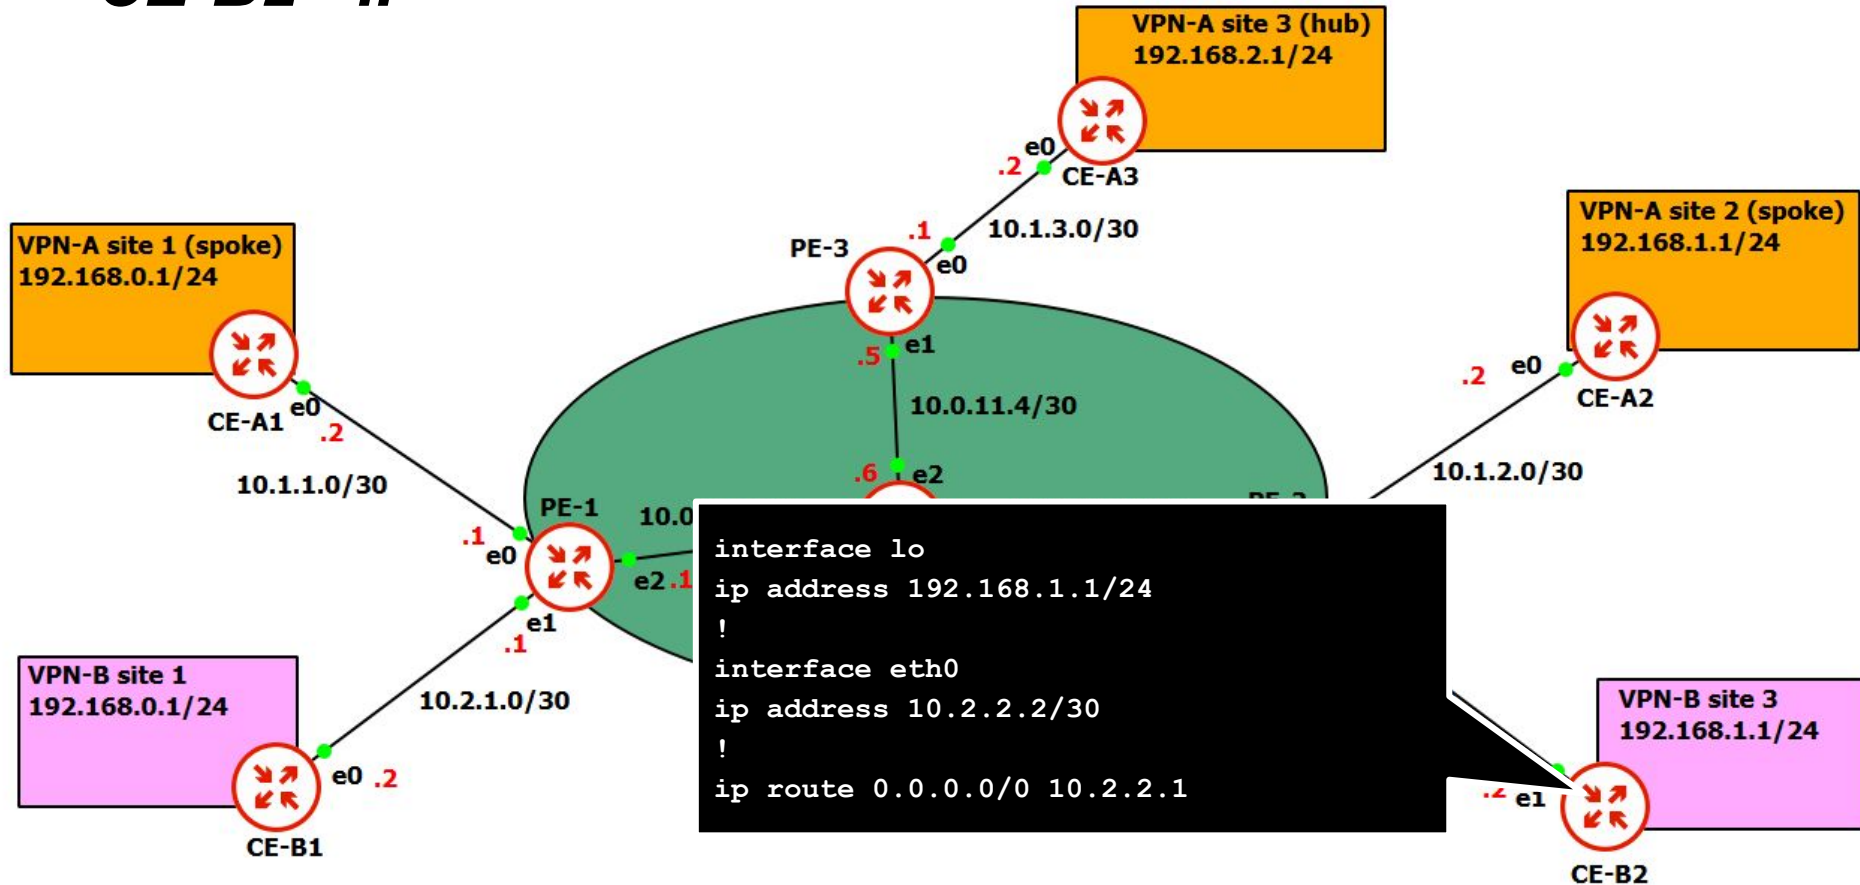 VPN-A site 3 (hub)
192.168.2.1/24
e0
.2
CE-A3
10.1.3.0/30
.1
PE-3
e0
VPN-A site 2 (spoke)
192.168.1.1/24
VPN-A site 1 (spoke)
192.168.0.1/24
.5
e1
.2
e0
CE-A2
10.0.11.4/30
CE-A1
e0
.2
10.1.1.0/30
.6
e2
10.1.2.0/30
PE-1
10.0
.1
e0
e2
.1
e1
.1
interface lo
ip address 192.168.1.1/24
!
interface eth0
ip address 10.2.2.2/30
!
ip route 0.0.0.0/0 10.2.2.1
VPN-B site 1
192.168.0.1/24
10.2.1.0/30
VPN-B site 3
192.168.1.1/24
e0
.2
CE-B1
.2
e1
CE-B2